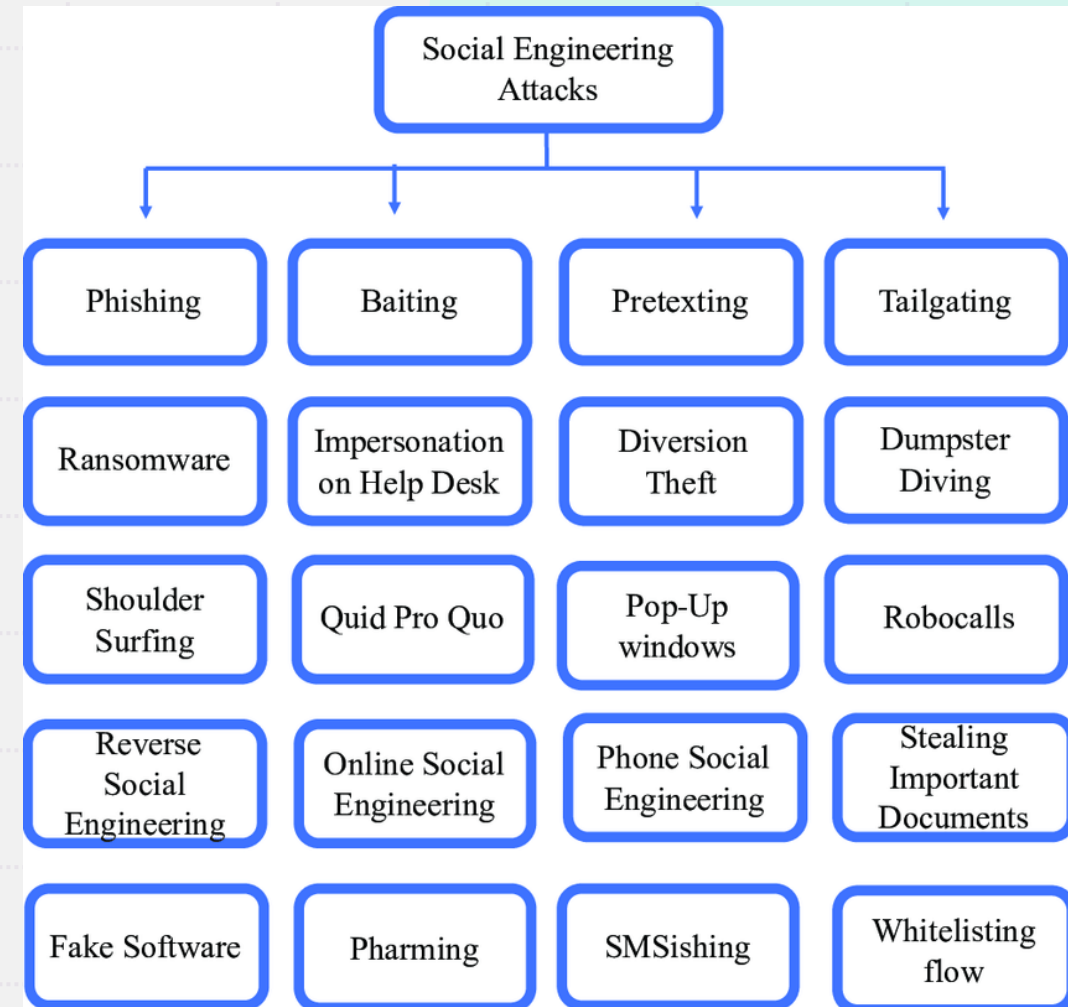 Social Engineering
Attacks
Phishing
Baiting
Pretexting
Tailgating
Ransomware
Impersonation
on Help Desk
Diversion
Theft
Dumpster
Diving
Shoulder
Surfing
Quid Pro Quo
Pop-Up
windows
Robocalls
Reverse
Social
Engineering
Online Social
Engineering
Phone Social
Engineering
Stealing
Important
Documents
Fake Software
Pharming
SMSishing
Whitelisting
flow